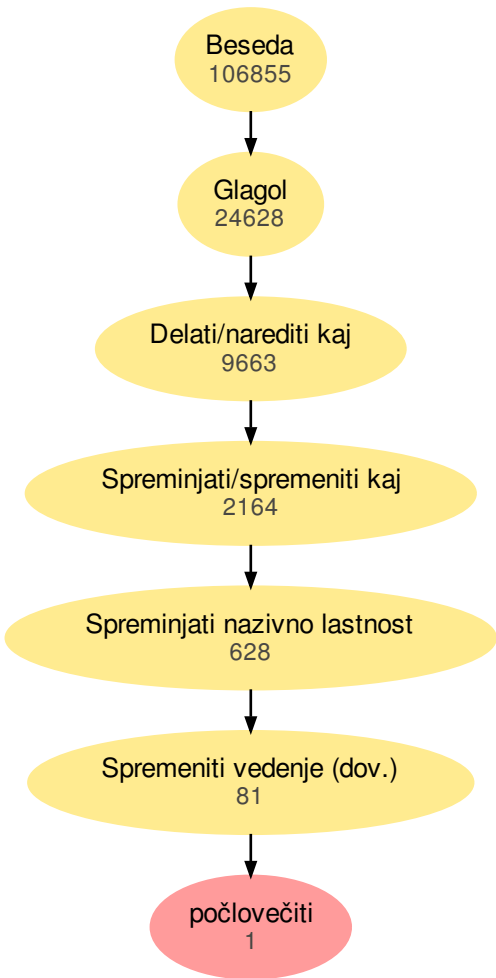 Beseda
106855
Glagol
24628
Delati/narediti kaj
9663
Spreminjati/spremeniti kaj
2164
Spreminjati nazivno lastnost
628
Spremeniti vedenje (dov.)
81
počlovečiti
1